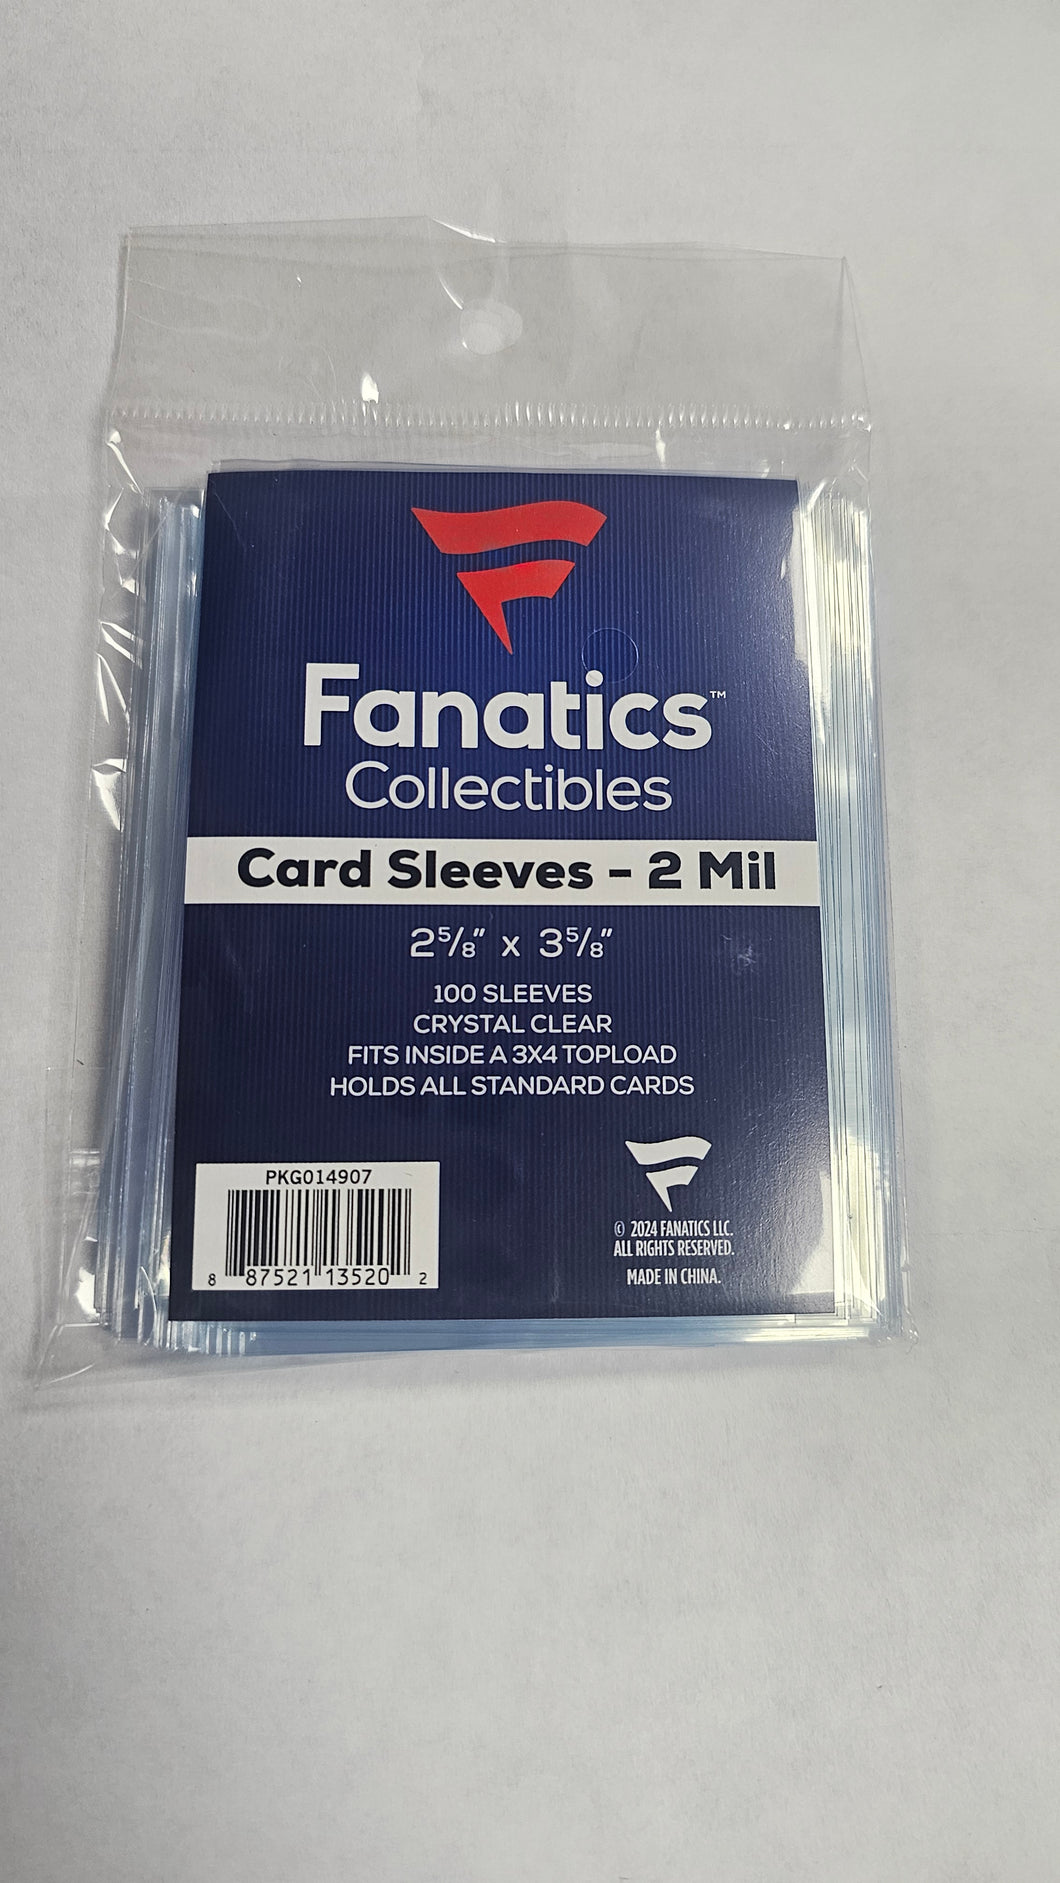 Fanatics™
Collectibles
Card Sleeves - 2 Mil
2⅝" x 3⅝"
100 SLEEVES
CRYSTAL CLEAR
FITS INSIDE A 3X4 TOPLOAD
HOLDS ALL STANDARD CARDS
PKG014907
8 87521 13520 2
© 2024 FANATICS LLC.
ALL RIGHTS RESERVED.
MADE IN CHINA.